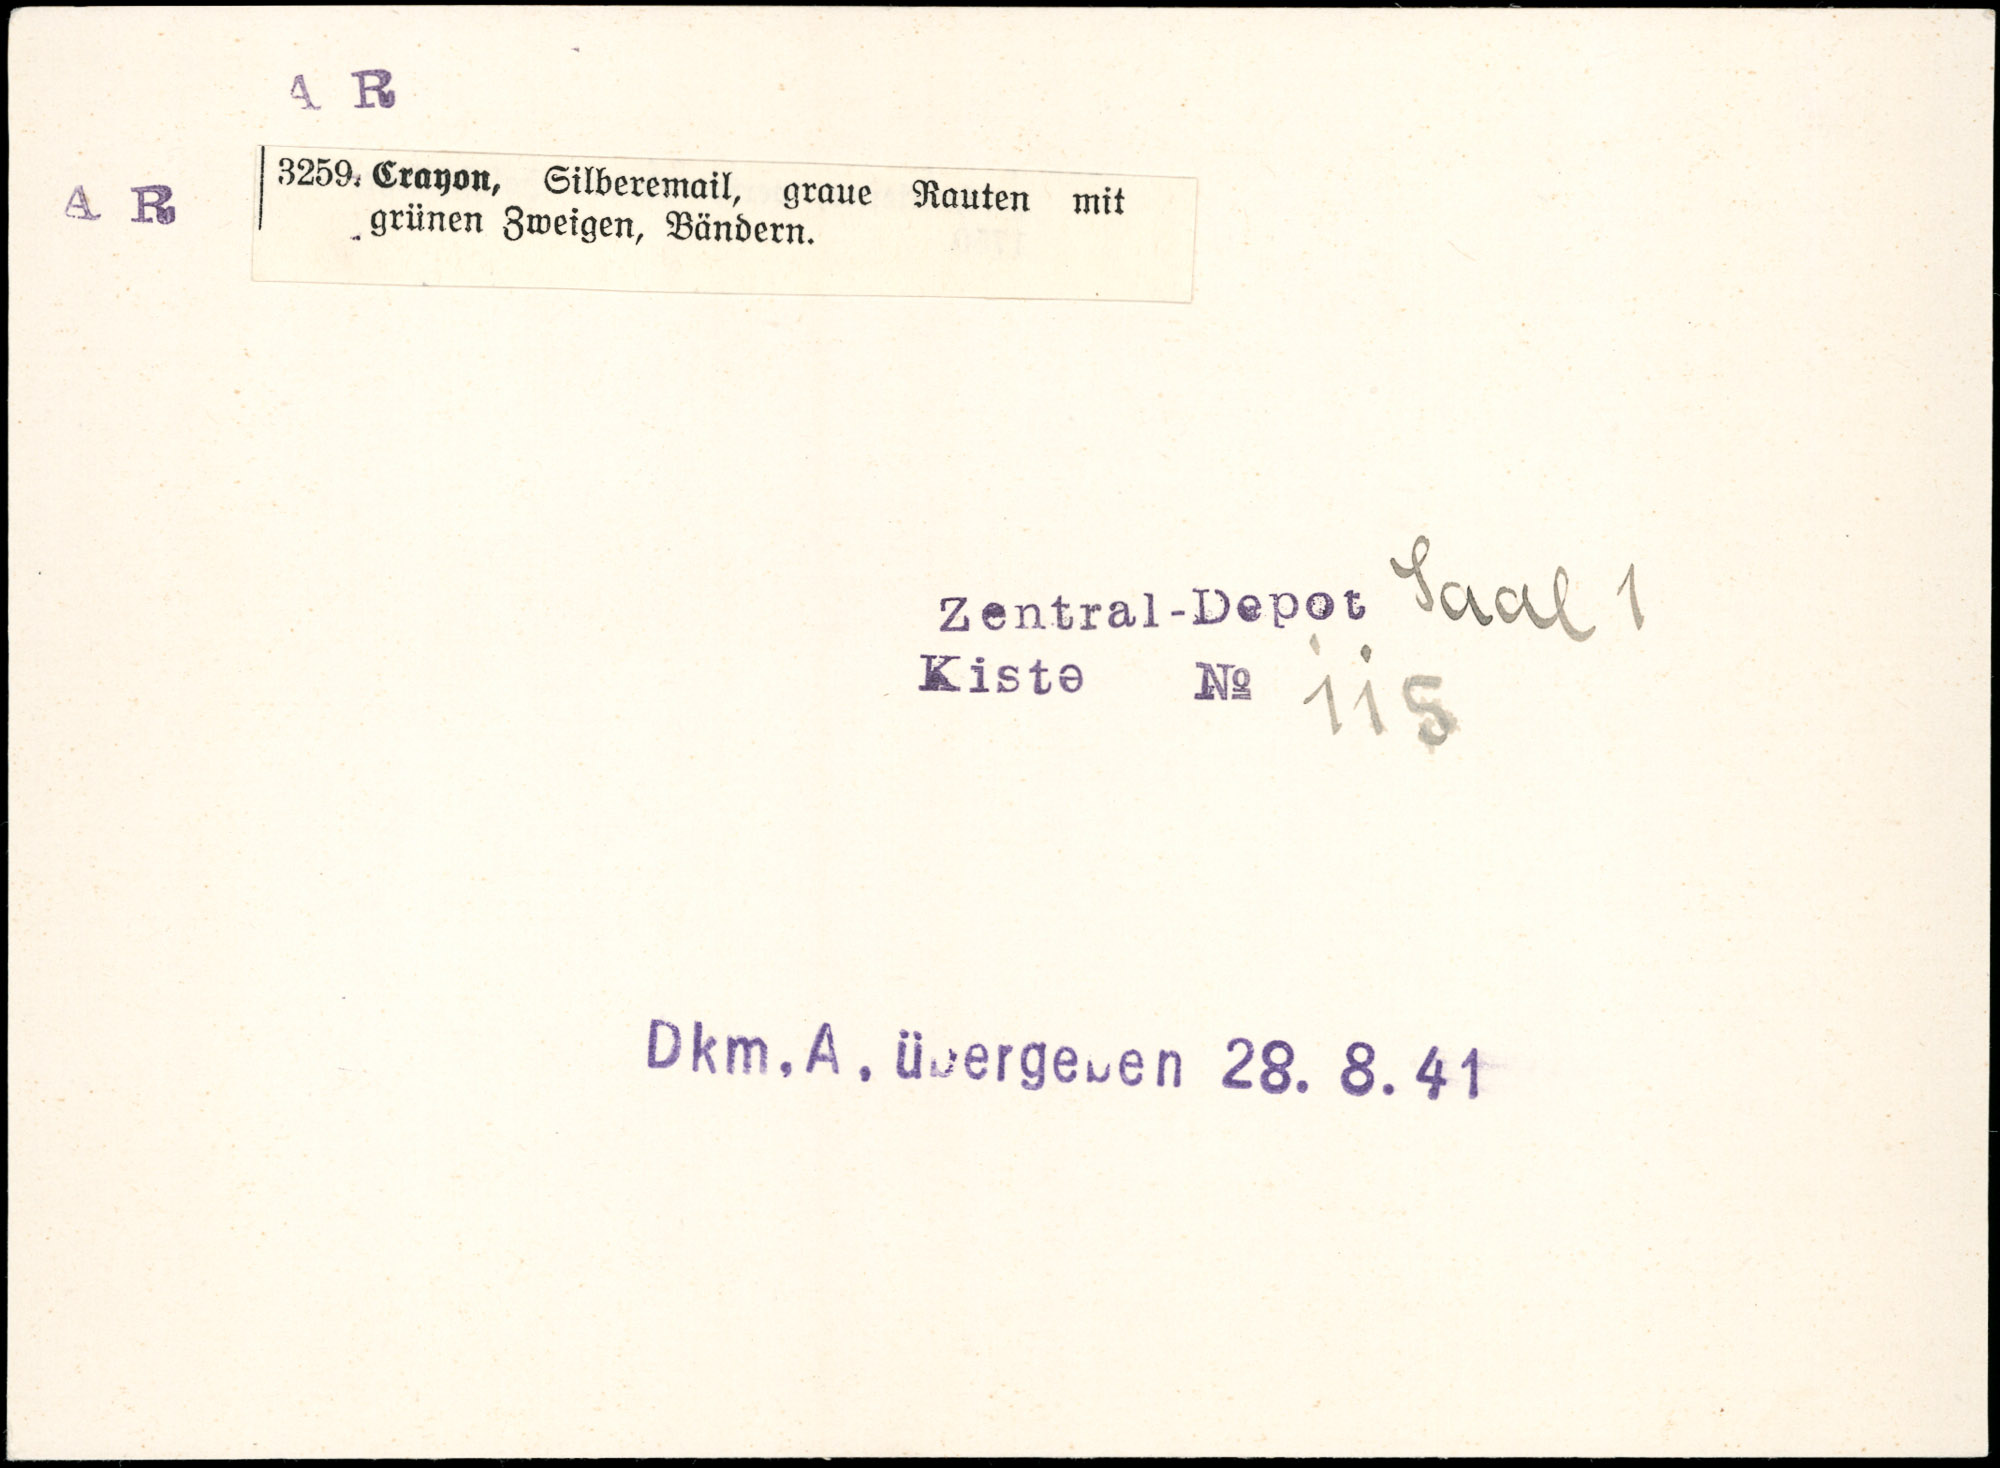 A R
A R
3259. Crayon, Silberemail, graue Rauten mit
grünen Zweigen, Bändern.
Zentral-Depot Saal 1
Kiste № 115
Dkm. A. übergeben 28. 8. 41